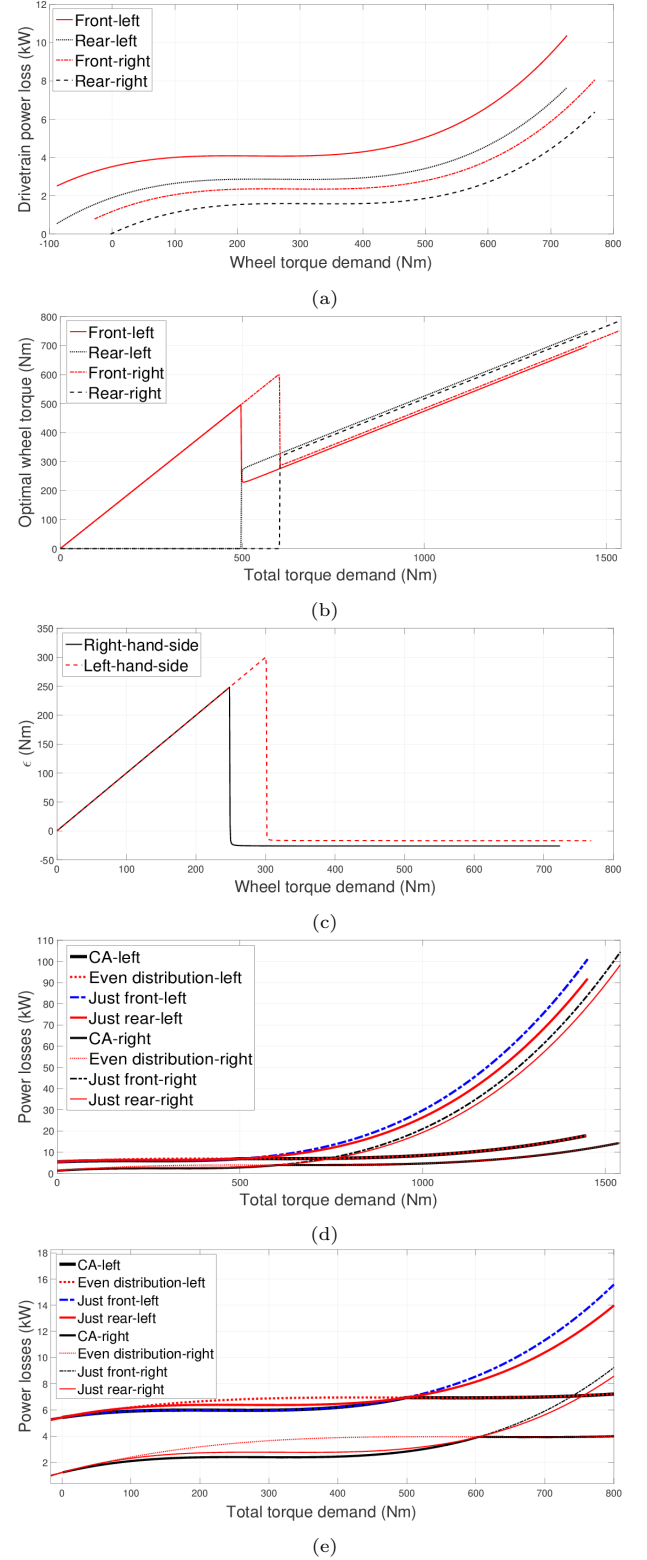 12
10
8
6
4
2
0
Drivetrain power loss (kW)
Front-left
Rear-left
Front-right
Rear-right
-100 0 100 200 300 400 500 600 700 800
Wheel torque demand (Nm)
(a)
800
700
600
500
400
300
200
100
0
Optimal wheel torque (Nm)
Front-left
Rear-left
Front-right
Rear-right
0 500 1000 1500
Total torque demand (Nm)
(b)
350
300
250
200
150
100
50
0
-50
ϵ (Nm)
Right-hand-side
Left-hand-side
0 100 200 300 400 500 600 700 800
Wheel torque demand (Nm)
(c)
110
100
90
80
70
60
50
40
30
20
10
0
Power losses (kW)
CA-left
Even distribution-left
Just front-left
Just rear-left
CA-right
Even distribution-right
Just front-right
Just rear-right
0 500 1000 1500
Total torque demand (Nm)
(d)
18
16
14
12
10
8
6
4
2
Power losses (kW)
CA-left
Even distribution-left
Just front-left
Just rear-left
CA-right
Even distribution-right
Just front-right
Just rear-right
0 100 200 300 400 500 600 700 800
Total torque demand (Nm)
(e)